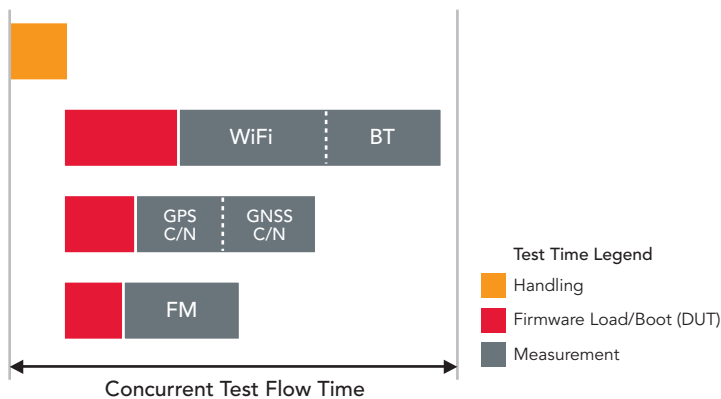 WiFi
BT
GPS
C/N
GNSS
C/N
FM
Test Time Legend
Handling
Firmware Load/Boot (DUT)
Measurement
Concurrent Test Flow Time